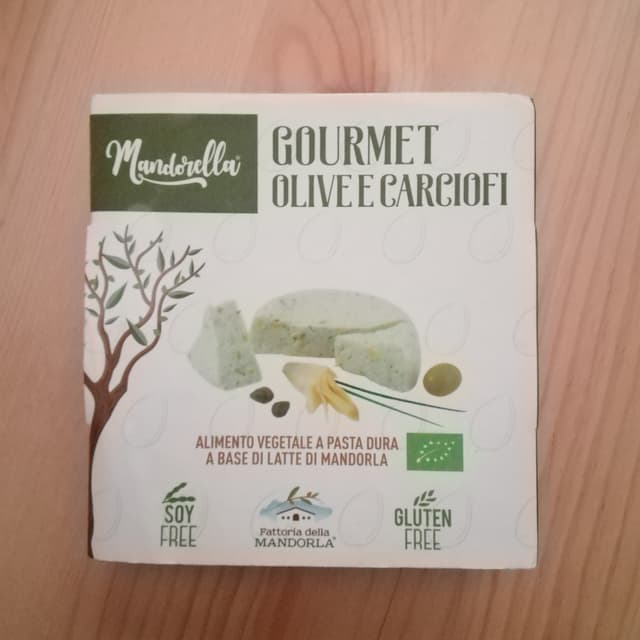 Mandorella®
GOURMET
OLIVE E CARCIOFI
ALIMENTO VEGETALE A PASTA DURA
A BASE DI LATTE DI MANDORLA
SOY
FREE
Fattoria della
MANDORLA™
GLUTEN
FREE